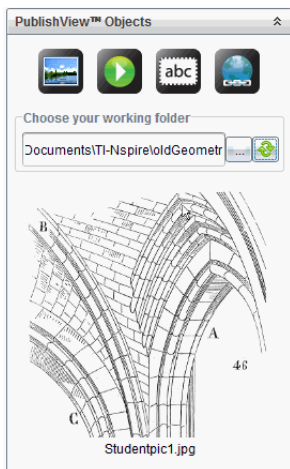 PublishView™ Objects
abc
Choose your working folder
Documents\TI-Nspire\oldGeometr
...
B
A
46
C
Studentpic1.jpg